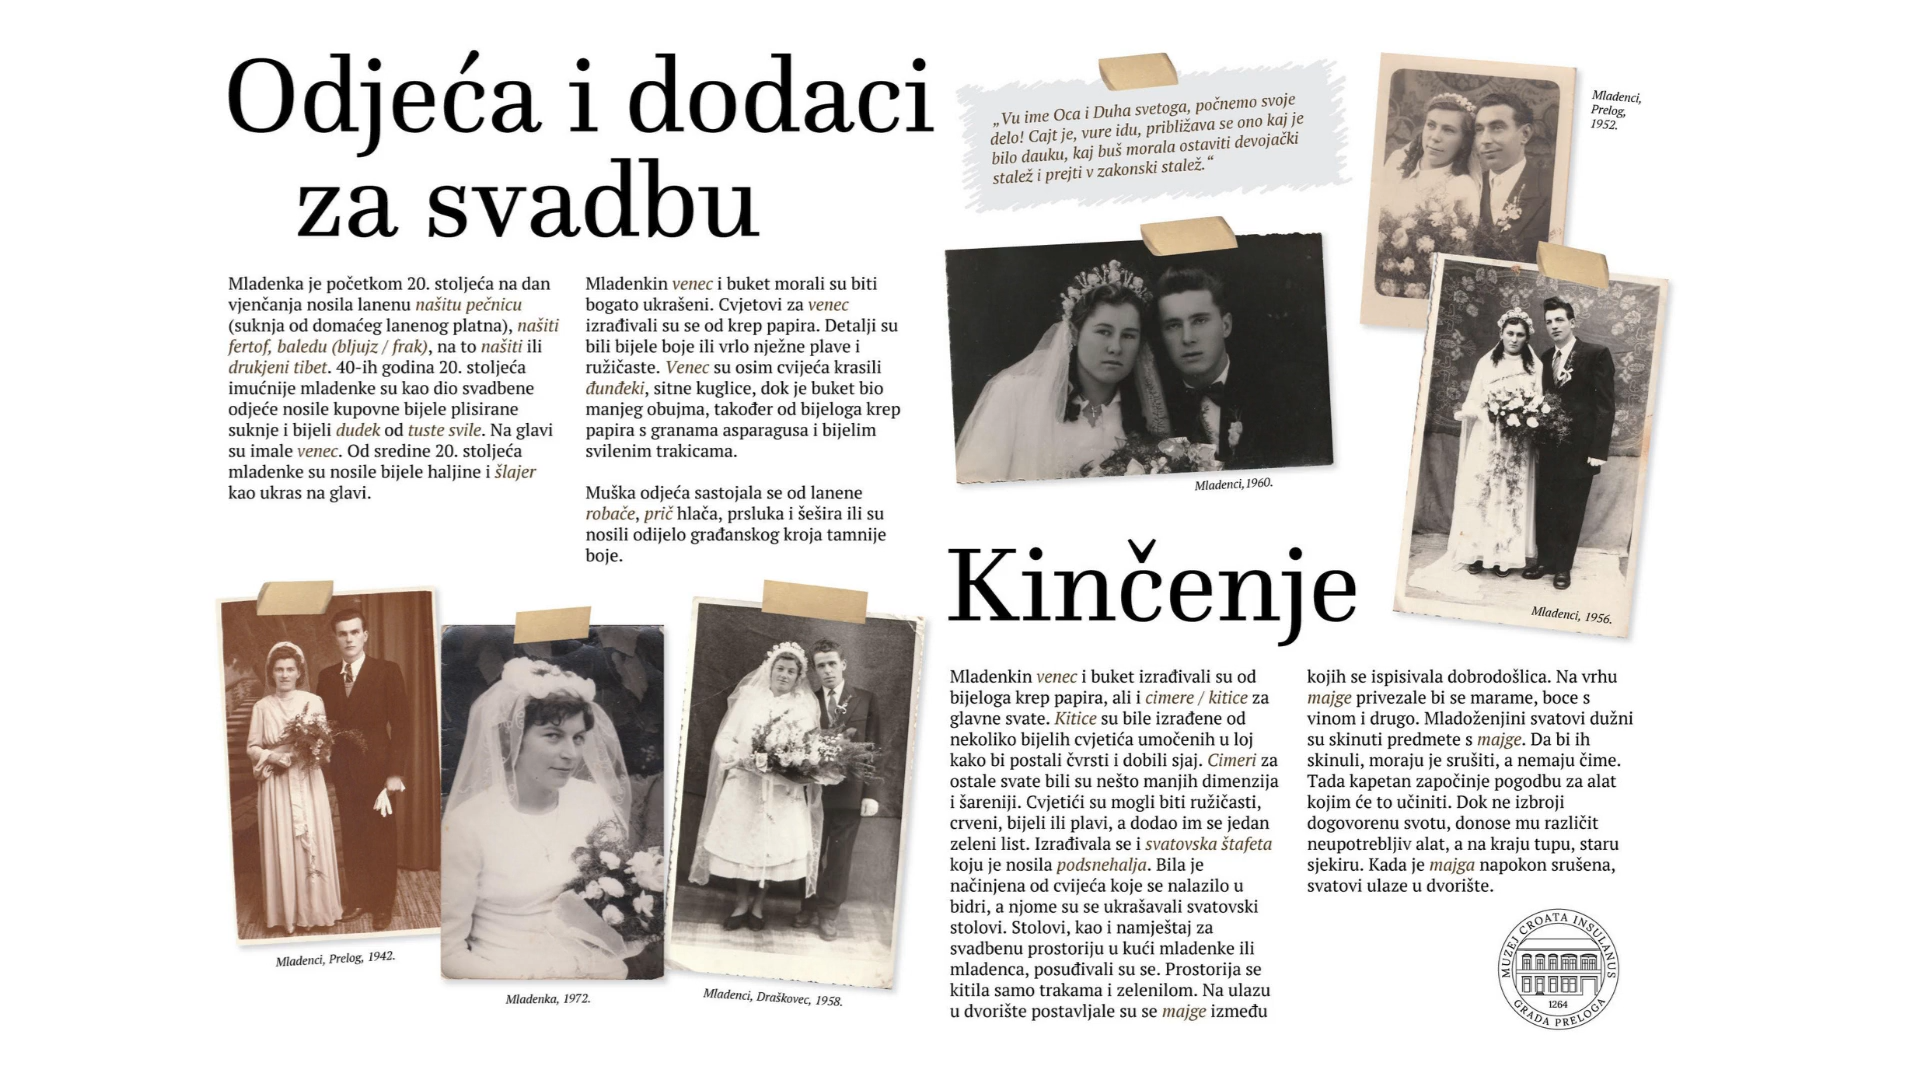 Odjeća i dodaci
za svadbu
Mladenka je početkom 20. stoljeća na dan
vjenčanja nosila lanenu našitu pečnicu
(suknja od domaćeg lanenog platna), našiti
fertof, baledu (bljujz / frak), na to našiti ili
drukjeni tibet. 40-ih godina 20. stoljeća
imućnije mladenke su kao dio svadbene
odjeće nosile kupovne bijele plisirane
suknje i bijeli dudek od tuste svile. Na glavi
su imale venec. Od sredine 20. stoljeća
mladenke su nosile bijele haljine i šlajer
kao ukras na glavi.
Mladenkin venec i buket morali su biti
bogato ukrašeni. Cvjetovi za venec
izrađivali su se od krep papira. Detalji su
bili bijele boje ili vrlo nježne plave i
ružičaste. Venec su osim cvijeća krasili
đunđeki, sitne kuglice, dok je buket bio
manjeg obujma, također od bijeloga krep
papira s granama asparagusa i bijelim
svilenim trakicama.
Muška odjeća sastojala se od lanene
robače, prič hlača, prsluka i šešira ili su
nosili odijelo građanskog kroja tamnije
boje.
Mladenci, Prelog, 1942.
Mladenka, 1972.
Mladenci, Draškovec, 1958.
„Vu ime Oca i Duha svetoga, počnemo svoje
delo! Cajt je, vure idu, približava se ono kaj je
bilo dauku, kaj buš morala ostaviti devojački
stalež i prejti v zakonski stalež.“
Mladenci,
Prelog,
1952.
Mladenci, 1960.
Mladenci, 1956.
Kinčenje
Mladenkin venec i buket izrađivali su od
bijeloga krep papira, ali i cimere / kitice za
glavne svate. Kitice su bile izrađene od
nekoliko bijelih cvjetića umočenih u loj
kako bi postali čvrsti i dobili sjaj. Cimeri za
ostale svate bili su nešto manjih dimenzija
i šareniji. Cvjetići su mogli biti ružičasti,
crveni, bijeli ili plavi, a dodao im se jedan
zeleni list. Izrađivala se i svatovska štafeta
koju je nosila podsnehalja. Bila je
načinjena od cvijeća koje se nalazilo u
bidri, a njome su se ukrašavali svatovski
stolovi. Stolovi, kao i namještaj za
svadbenu prostoriju u kući mladenke ili
mladenca, posuđivali su se. Prostorija se
kitila samo trakama i zelenilom. Na ulazu
u dvorište postavljale su se majge između
kojih se ispisivala dobrodošlica. Na vrhu
majge privezale bi se marame, boce s
vinom i drugo. Mladoženjini svatovi dužni
su skinuti predmete s majge. Da bi ih
skinuli, moraju je srušiti, a nemaju čime.
Tada kapetan započinje pogodbu za alat
kojim će to učiniti. Dok ne izbroji
dogovorenu svotu, donose mu različit
neupotrebljiv alat, a na kraju tupu, staru
sjekiru. Kada je majga napokon srušena,
svatovi ulaze u dvorište.
MUZEJ CROATA INSULANUS
1264
GRADA PRELOGA